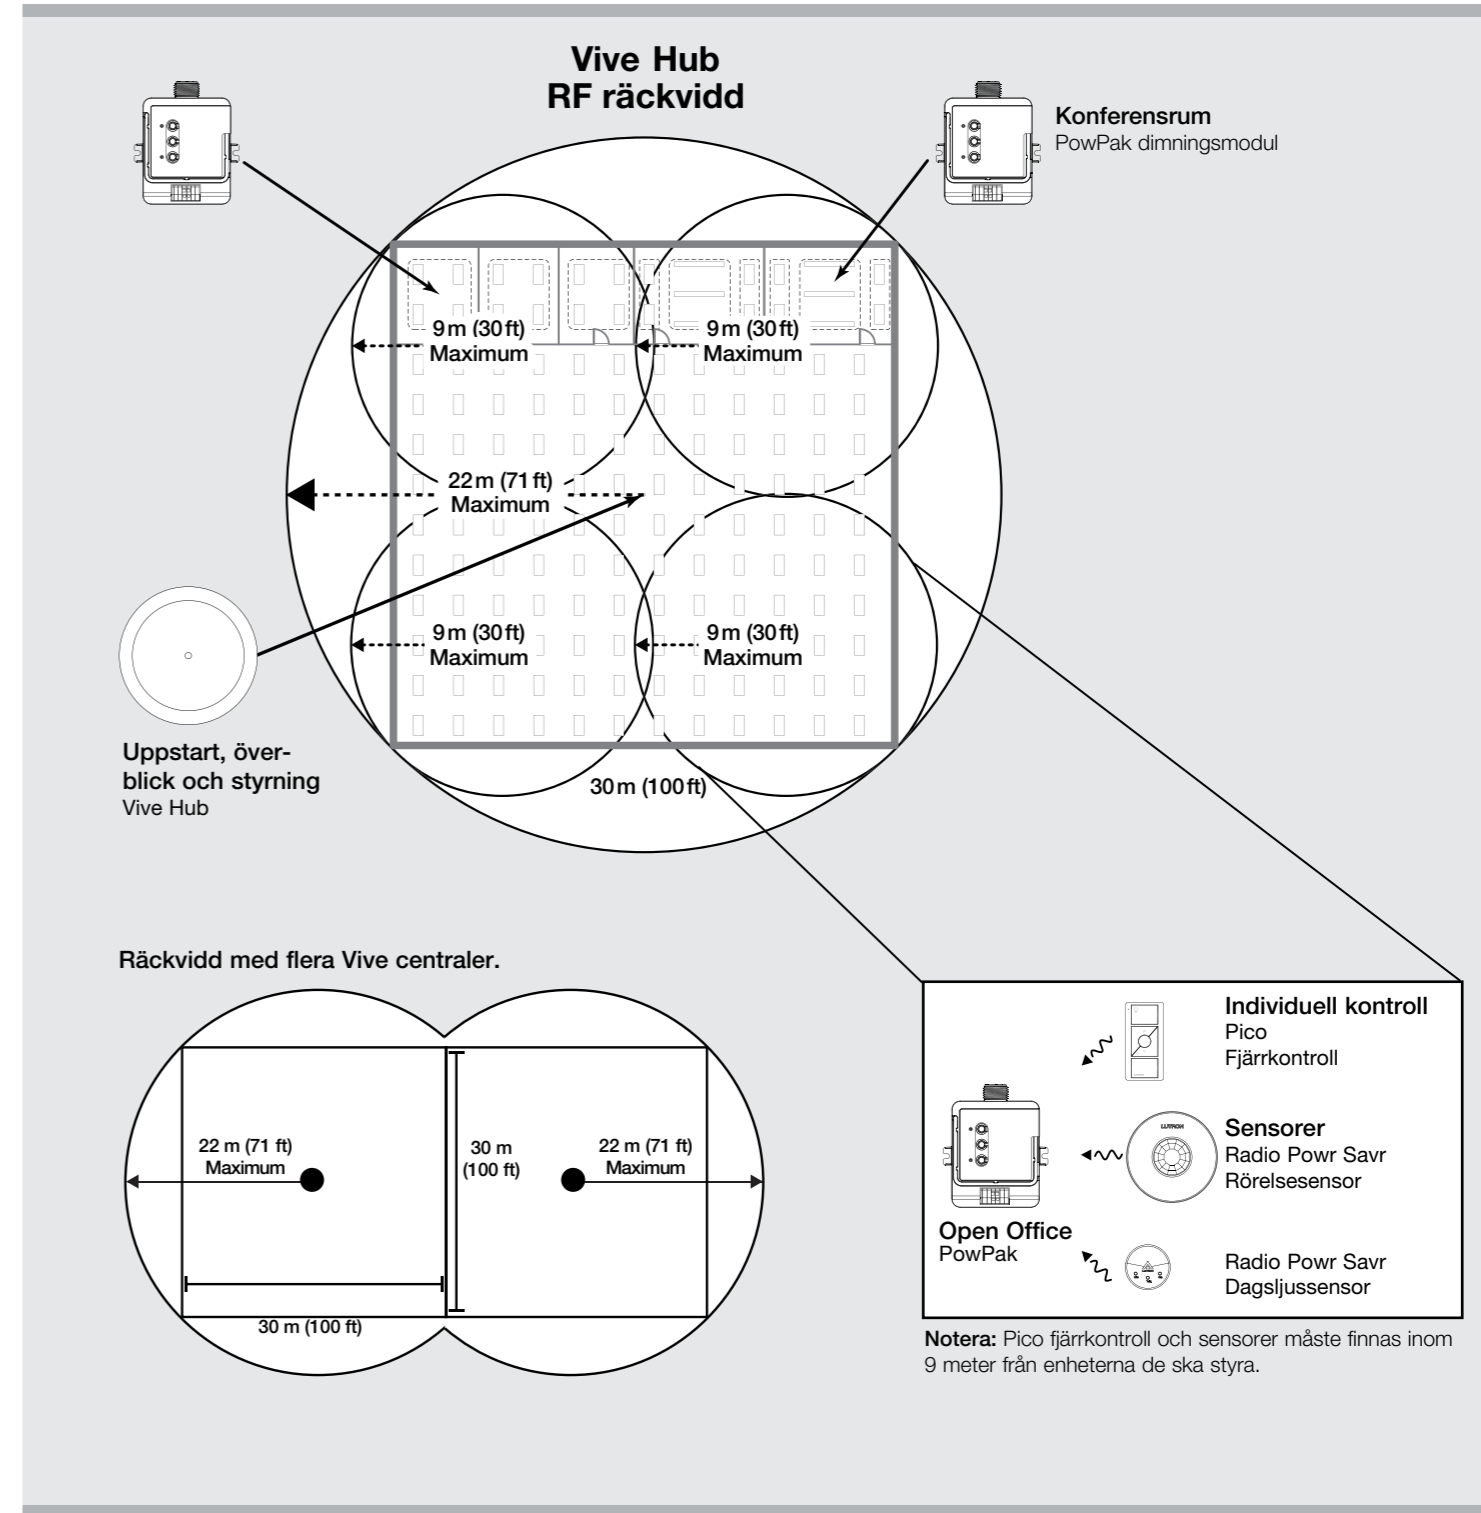 Vive Hub
RF räckvidd
Konferensrum
PowPak dimningsmodul
9 m (30 ft)
Maximum
9 m (30 ft)
Maximum
22 m (71 ft)
Maximum
9 m (30 ft)
Maximum
9 m (30 ft)
Maximum
Uppstart, över-
blick och styrning
Vive Hub
30 m (100 ft)
Räckvidd med flera Vive centraler.
22 m (71 ft)
Maximum
30 m
(100 ft)
22 m (71 ft)
Maximum
30 m (100 ft)
Individuell kontroll
Pico
Fjärrkontroll
LUTRON
Sensorer
Radio Powr Savr
Rörelsesensor
Open Office
PowPak
Radio Powr Savr
Dagsljussensor
Notera: Pico fjärrkontroll och sensorer måste finnas inom
9 meter från enheterna de ska styra.